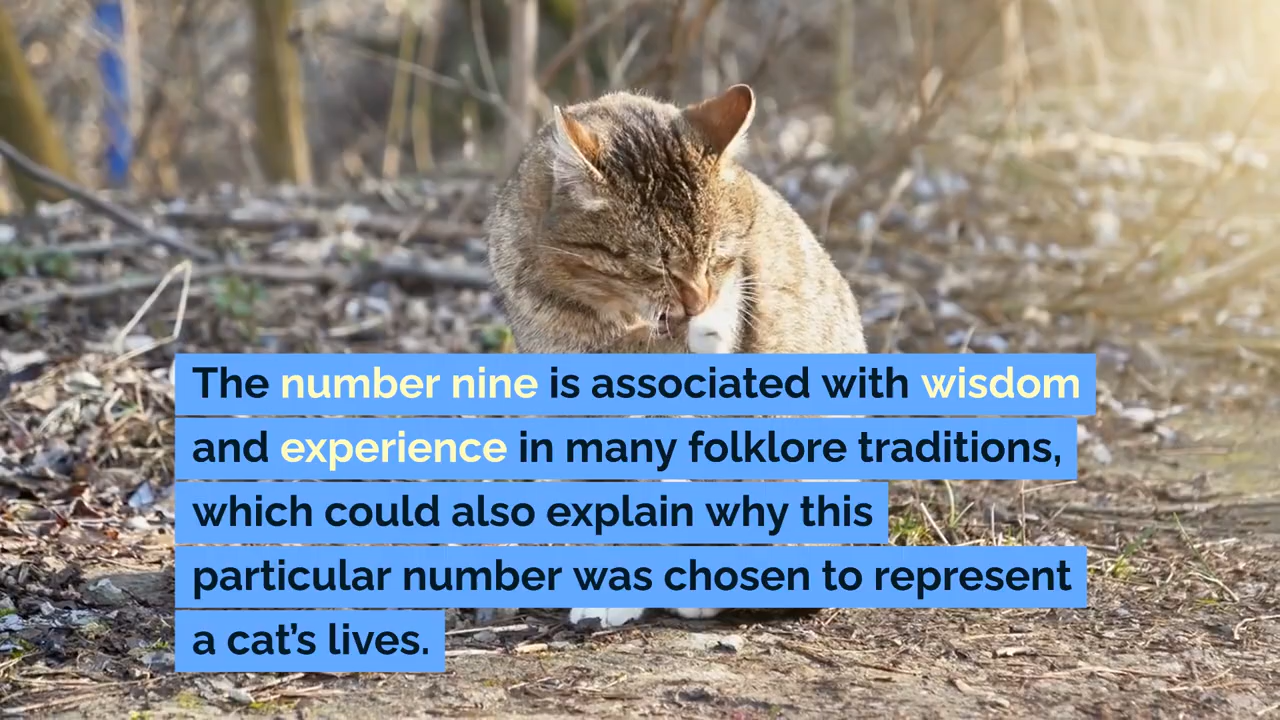 The number nine is associated with wisdom
and experience in many folklore traditions,
which could also explain why this
particular number was chosen to represent
a cat’s lives.